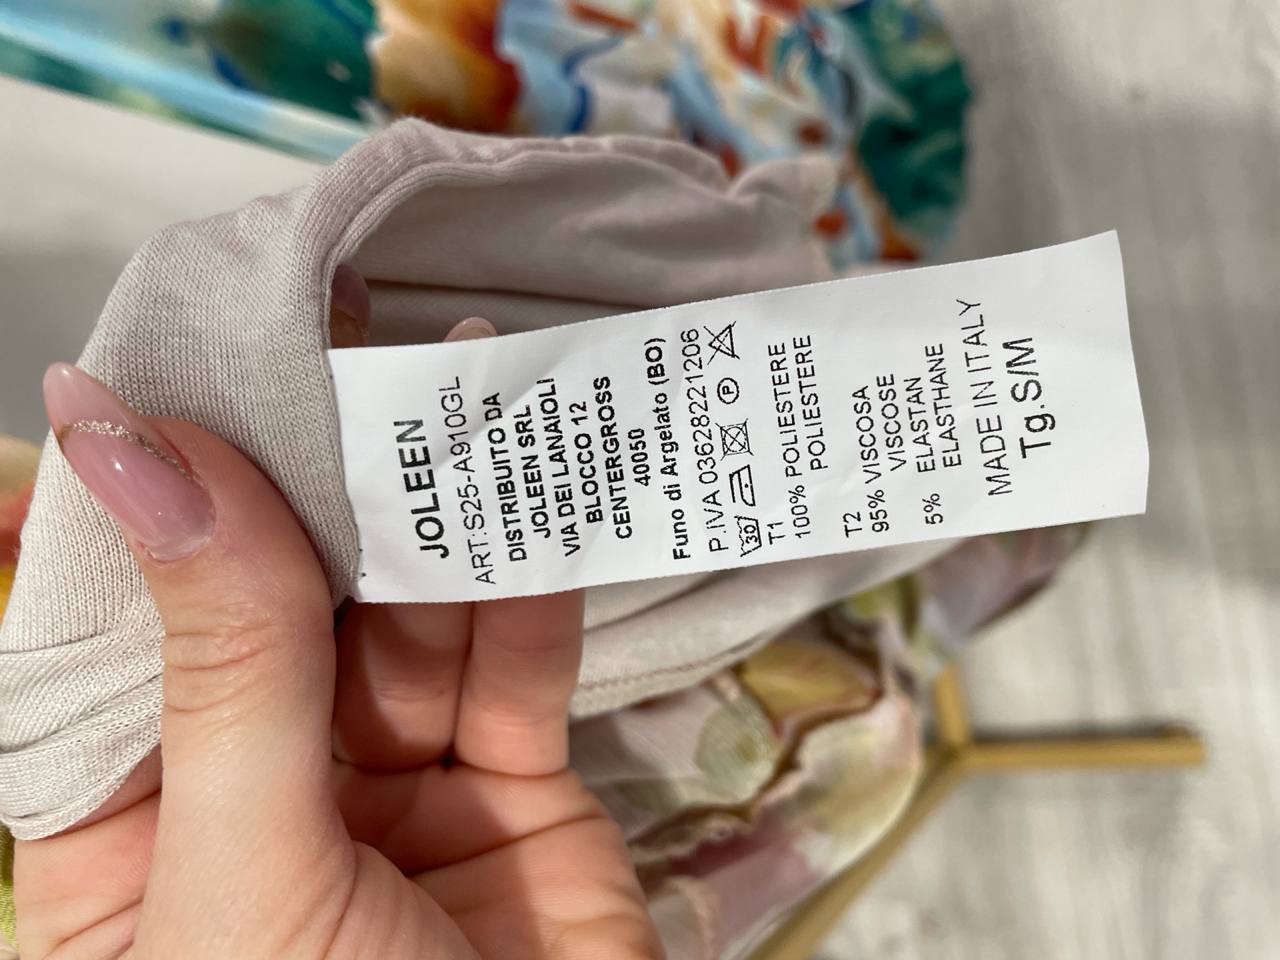 JOLEEN
ART:S25-A910GL
DISTRIBUITO DA
JOLEEN SRL
VIA DEI LANAIOLI
BLOCCO 12
CENTERGROSS
40050
Funo di Argelato (BO)
P.IVA 03628221206
30 P
T1
100% POLIESTERE
POLIESTERE
T2
95% VISCOSA
VISCOSE
5% ELASTAN
ELASTHANE
MADE IN ITALY
Tg.S/M